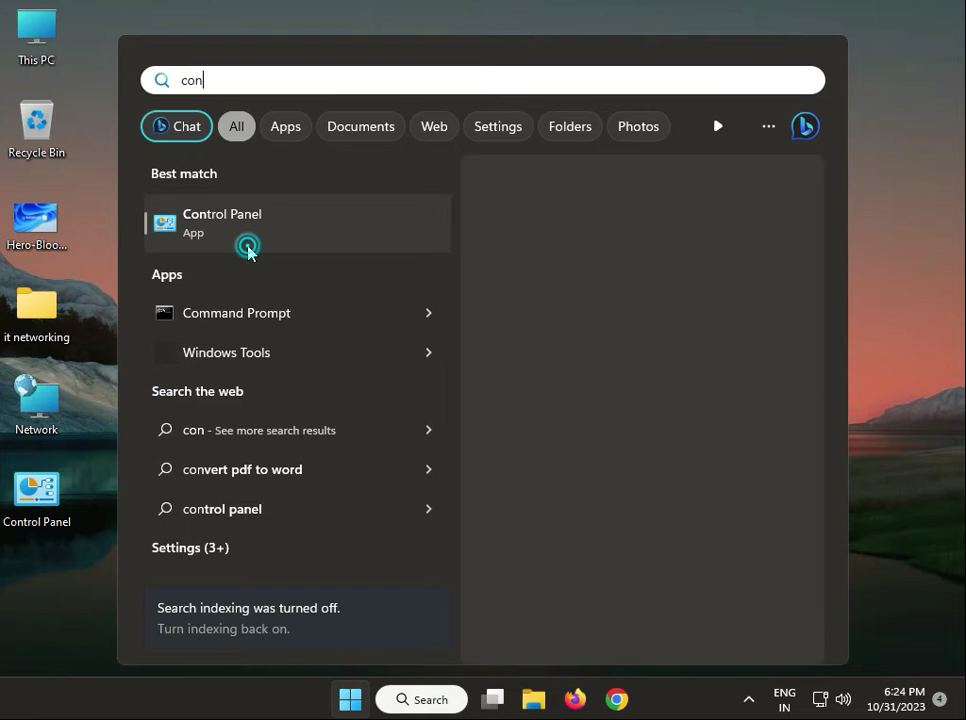 This PC
Recycle Bin
Hero-Bloo...
it networking
Network
Control Panel
con
Chat
All
Apps
Documents
Web
Settings
Folders
Photos
Best match
Control Panel
App
Apps
Command Prompt
Windows Tools
Search the web
con - See more search results
convert pdf to word
control panel
Settings (3+)
Search indexing was turned off.
Turn indexing back on.
Search
ENG
IN
6:24 PM
10/31/2023
4